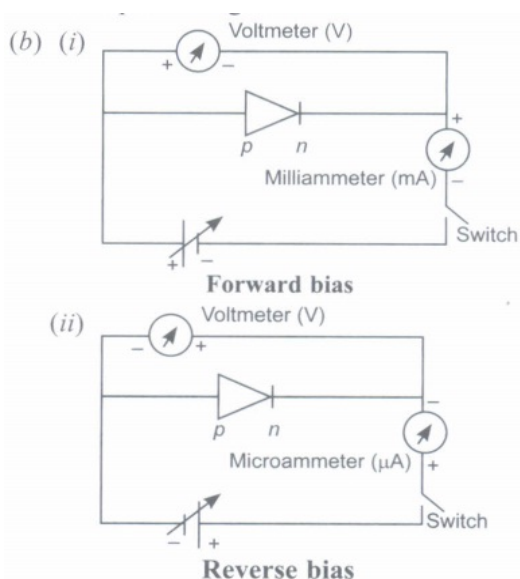 (b) (i)
Voltmeter (V)
+ –
p n
+
Milliammeter (mA)
–
Switch
+ –
Forward bias
(ii)
Voltmeter (V)
– +
p n
–
Microammeter (μA)
+
Switch
– +
Reverse bias